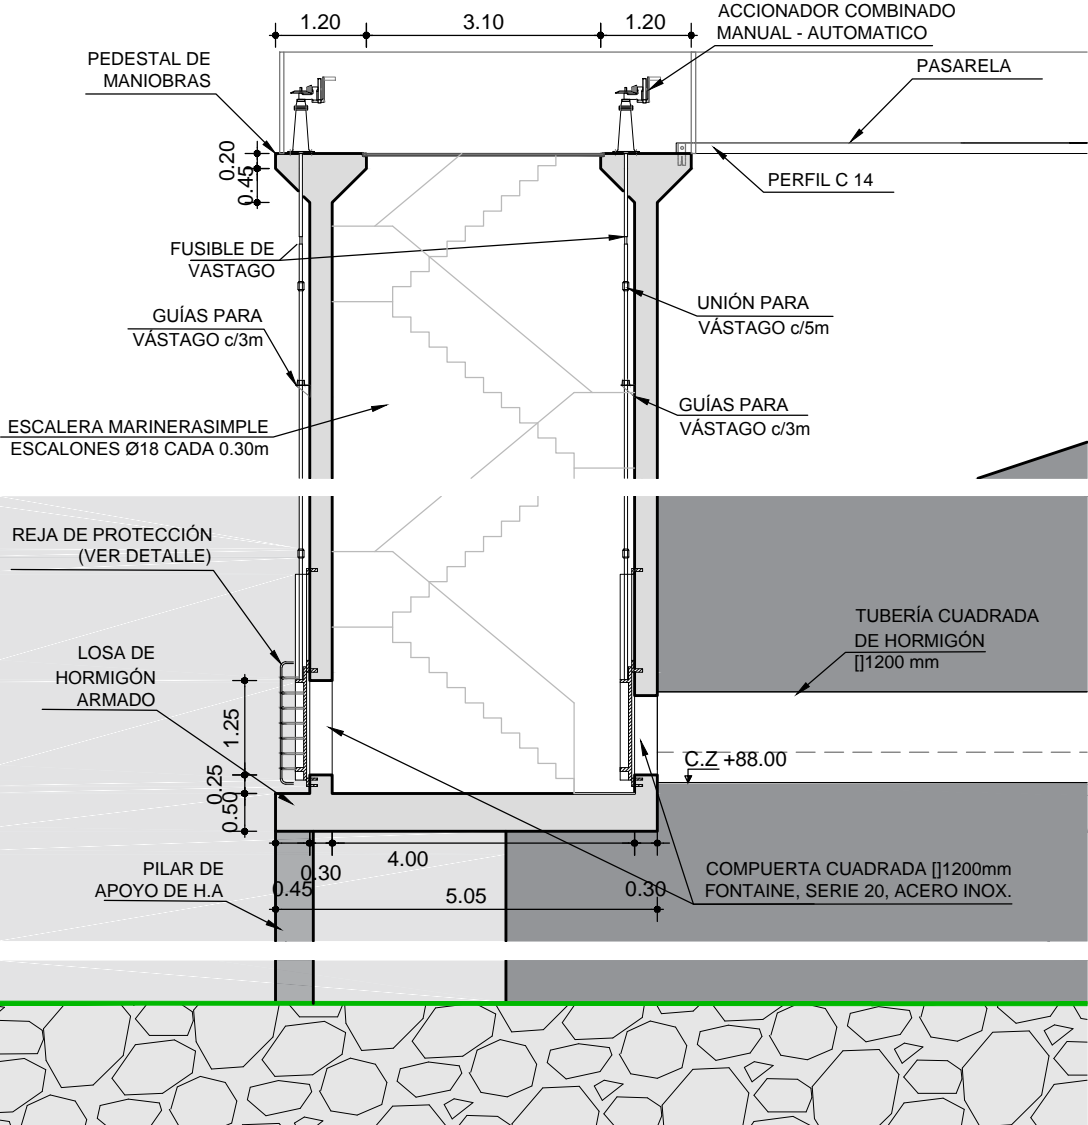 1.20
3.10
1.20
ACCIONADOR COMBINADO
MANUAL - AUTOMATICO
PEDESTAL DE
MANIOBRAS
PASARELA
0.20
0.45
PERFIL C 14
FUSIBLE DE
VASTAGO
GUÍAS PARA
VÁSTAGO c/3m
UNIÓN PARA
VÁSTAGO c/5m
ESCALERA MARINERASIMPLE
ESCALONES Ø18 CADA 0.30m
GUÍAS PARA
VÁSTAGO c/3m
REJA DE PROTECCIÓN
(VER DETALLE)
TUBERÍA CUADRADA
DE HORMIGÓN
[]1200 mm
LOSA DE
HORMIGÓN
ARMADO
1.25
0.25
0.50
C.Z +88.00
4.00
0.30
0.45
0.30
5.05
PILAR DE
APOYO DE H.A
COMPUERTA CUADRADA []1200mm
FONTAINE, SERIE 20, ACERO INOX.